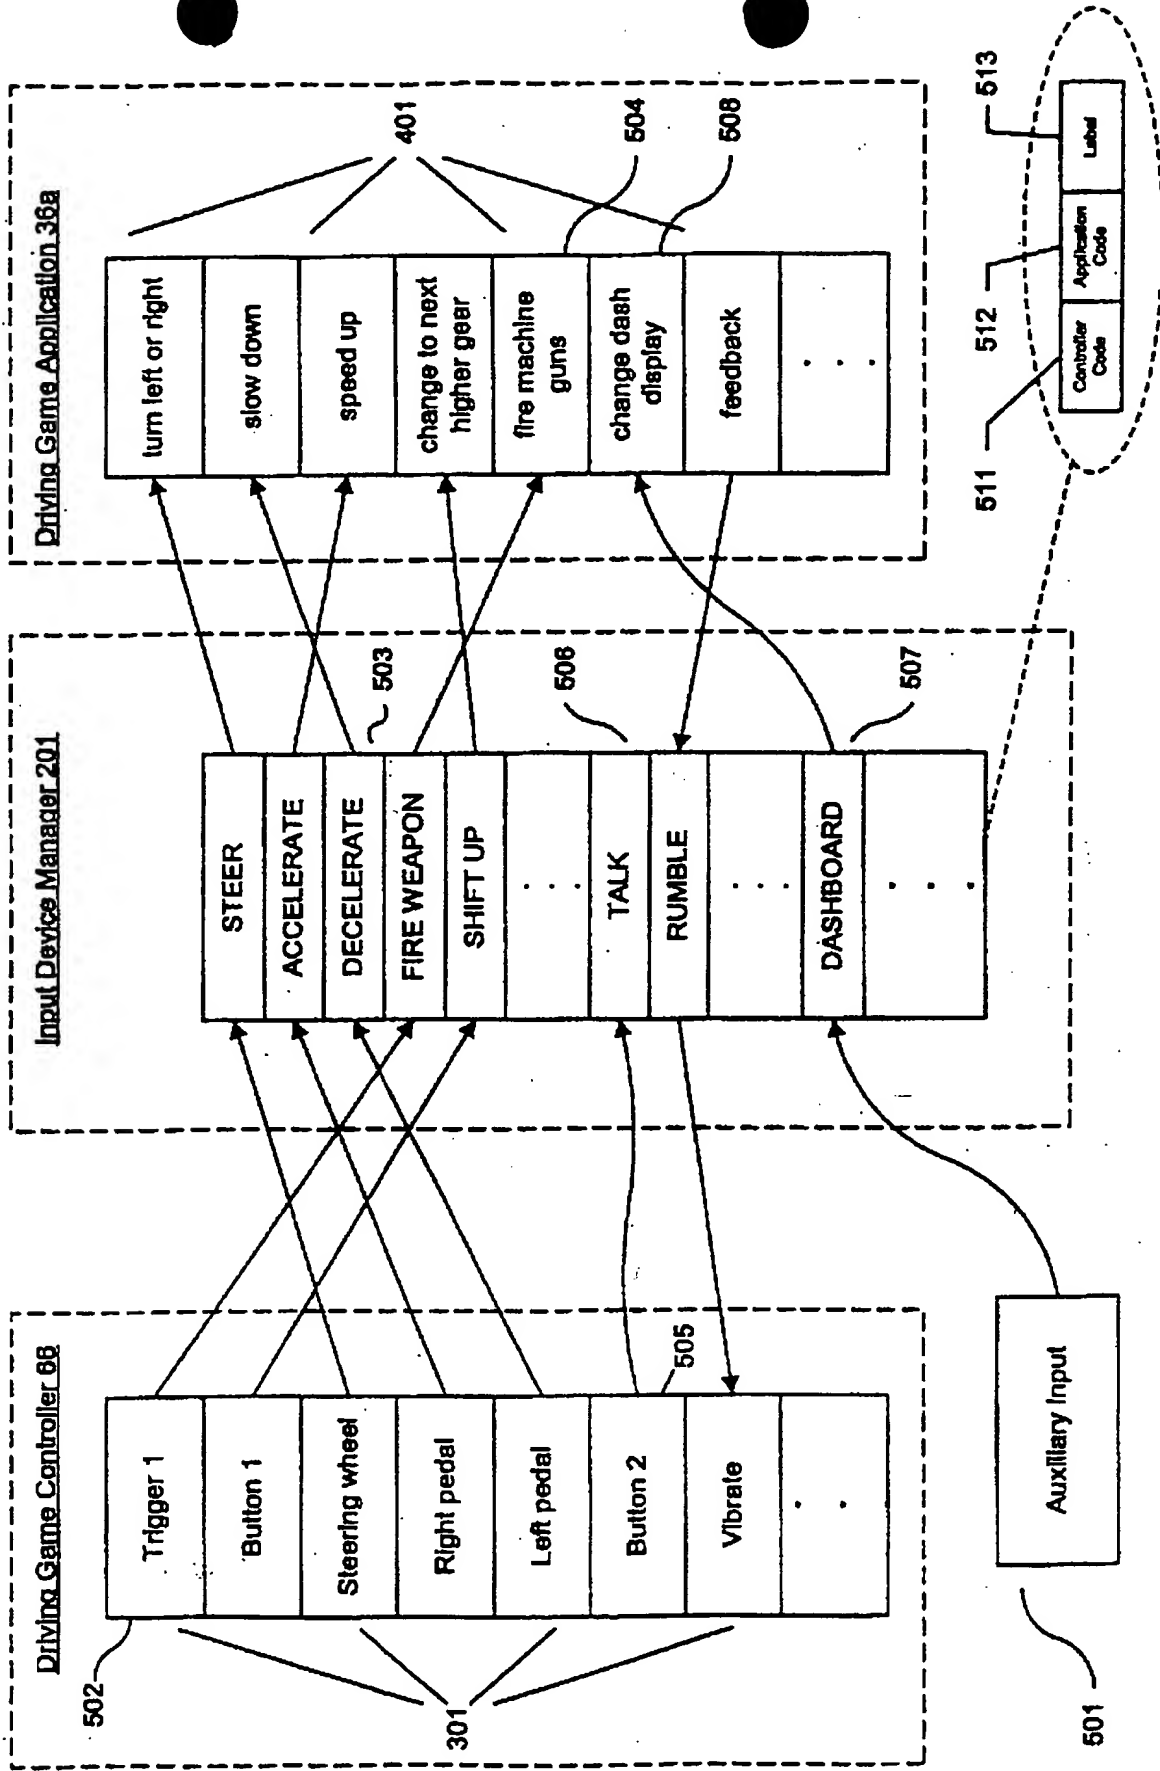 Driving Game Controller 66
502
Trigger 1
Button 1
Steering wheel
Right pedal
Left pedal
Button 2
Vibrate
. . .
301
505
Auxiliary Input
501
Input Device Manager 201
STEER
ACCELERATE
DECELERATE
FIRE WEAPON
SHIFT UP
. . .
TALK
RUMBLE
. . .
DASHBOARD
. . .
503
506
507
Driving Game Application 36a
turn left or right
slow down
speed up
change to next
higher gear
fire machine
guns
change dash
display
feedback
. . .
401
504
508
511
512
513
Controller
Code
Application
Code
Label